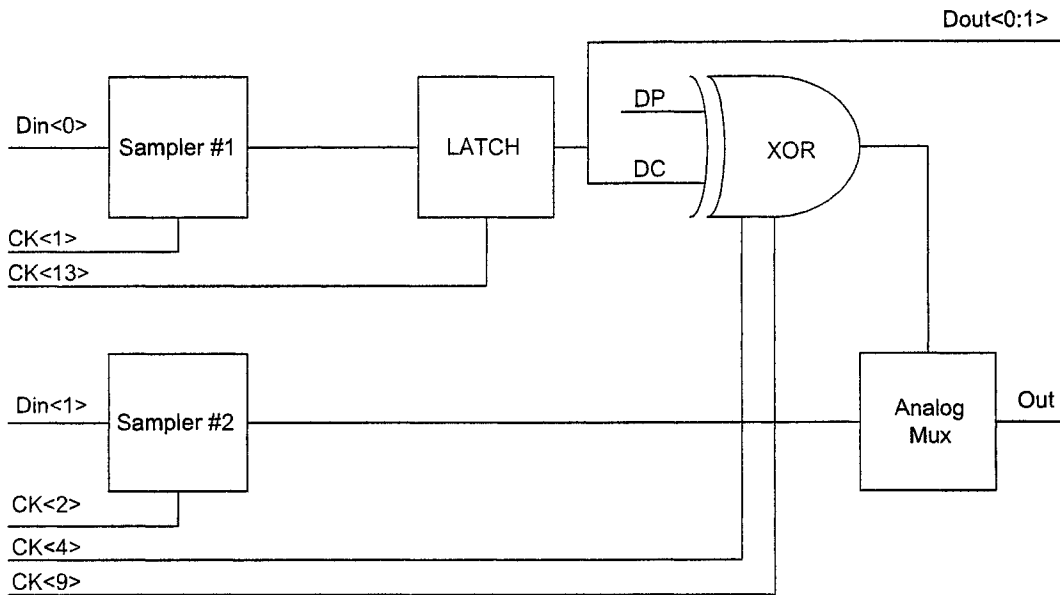 Dout<0:1>
Din<0>
Sampler #1
LATCH
DP
DC
XOR
CK<1>
CK<13>
Din<1>
Sampler #2
Analog
Mux
Out
CK<2>
CK<4>
CK<9>